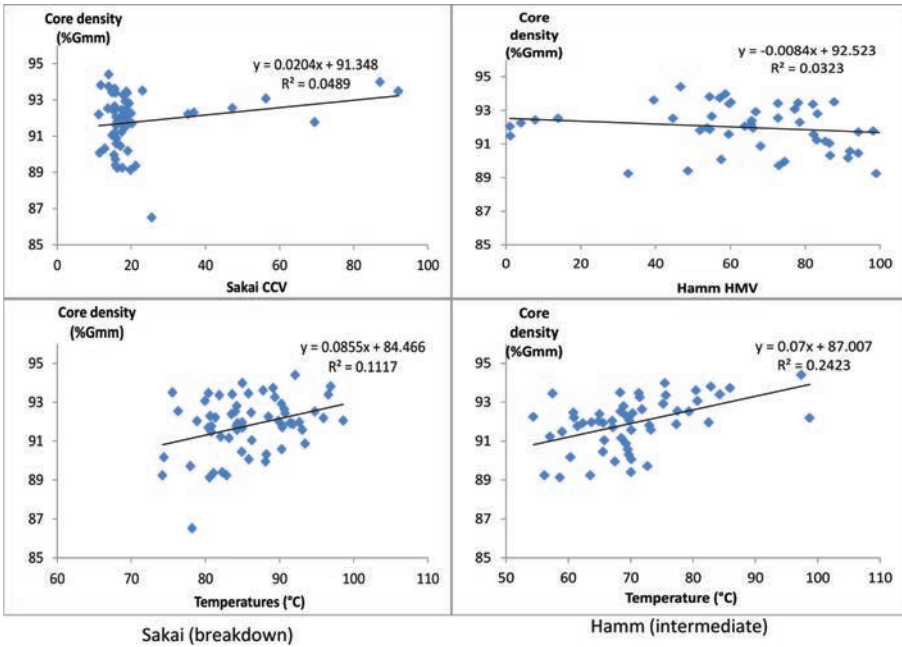 Core density
(%Gmm)
y = 0.0204x + 91.348
R² = 0.0489
95
93
91
89
87
85
0 20 40 60 80 100
Sakai CCV
Core
density
(%Gmm)
y = -0.0084x + 92.523
R² = 0.0323
95
93
91
89
87
85
0 20 40 60 80 100
Hamm HMV
Core density
(%Gmm)
y = 0.0855x + 84.466
R² = 0.1117
95
93
91
89
87
85
60 70 80 90 100 110
Temperatures (°C)
Core
density
(%Gmm)
y = 0.07x + 87.007
R² = 0.2423
95
93
91
89
87
85
50 60 70 80 90 100 110
Temperature (°C)
Sakai (breakdown)
Hamm (intermediate)